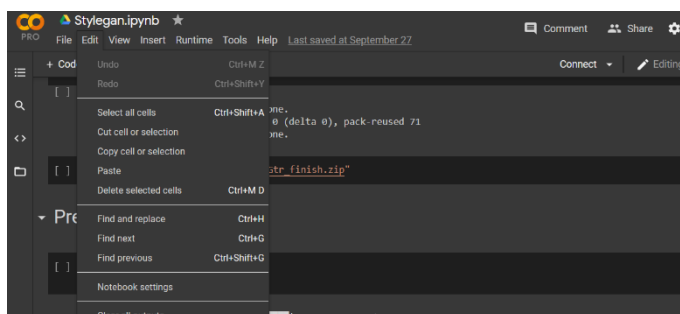 CO Stylegan.ipynb
PRO File Edit View Insert Runtime Tools Help Last saved at September 27
Comment Share
+ Cod
Connect Editing
Undo Ctrl+M Z
Redo Ctrl+Shift+Y
[ ]
Select all cells Ctrl+Shift+A
one.
0 (delta 0), pack-reused 71
Cut cell or selection
one.
Copy cell or selection
[ ] Paste
str_finish.zip"
Delete selected cells Ctrl+M D
Pre
Find and replace Ctrl+H
Find next Ctrl+G
Find previous Ctrl+Shift+G
[ ]
Notebook settings